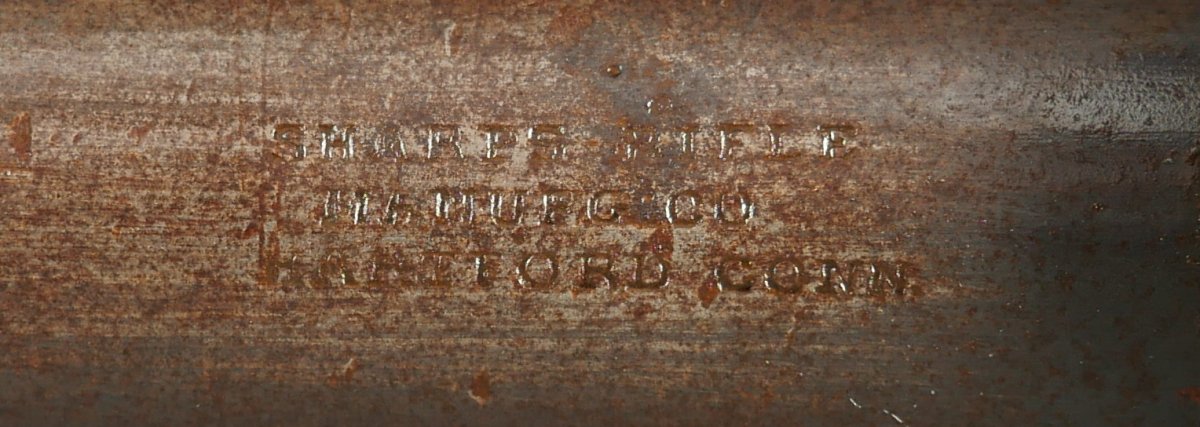 SHARPS RIFLE
MANUFG CO
HARTFORD CONN.